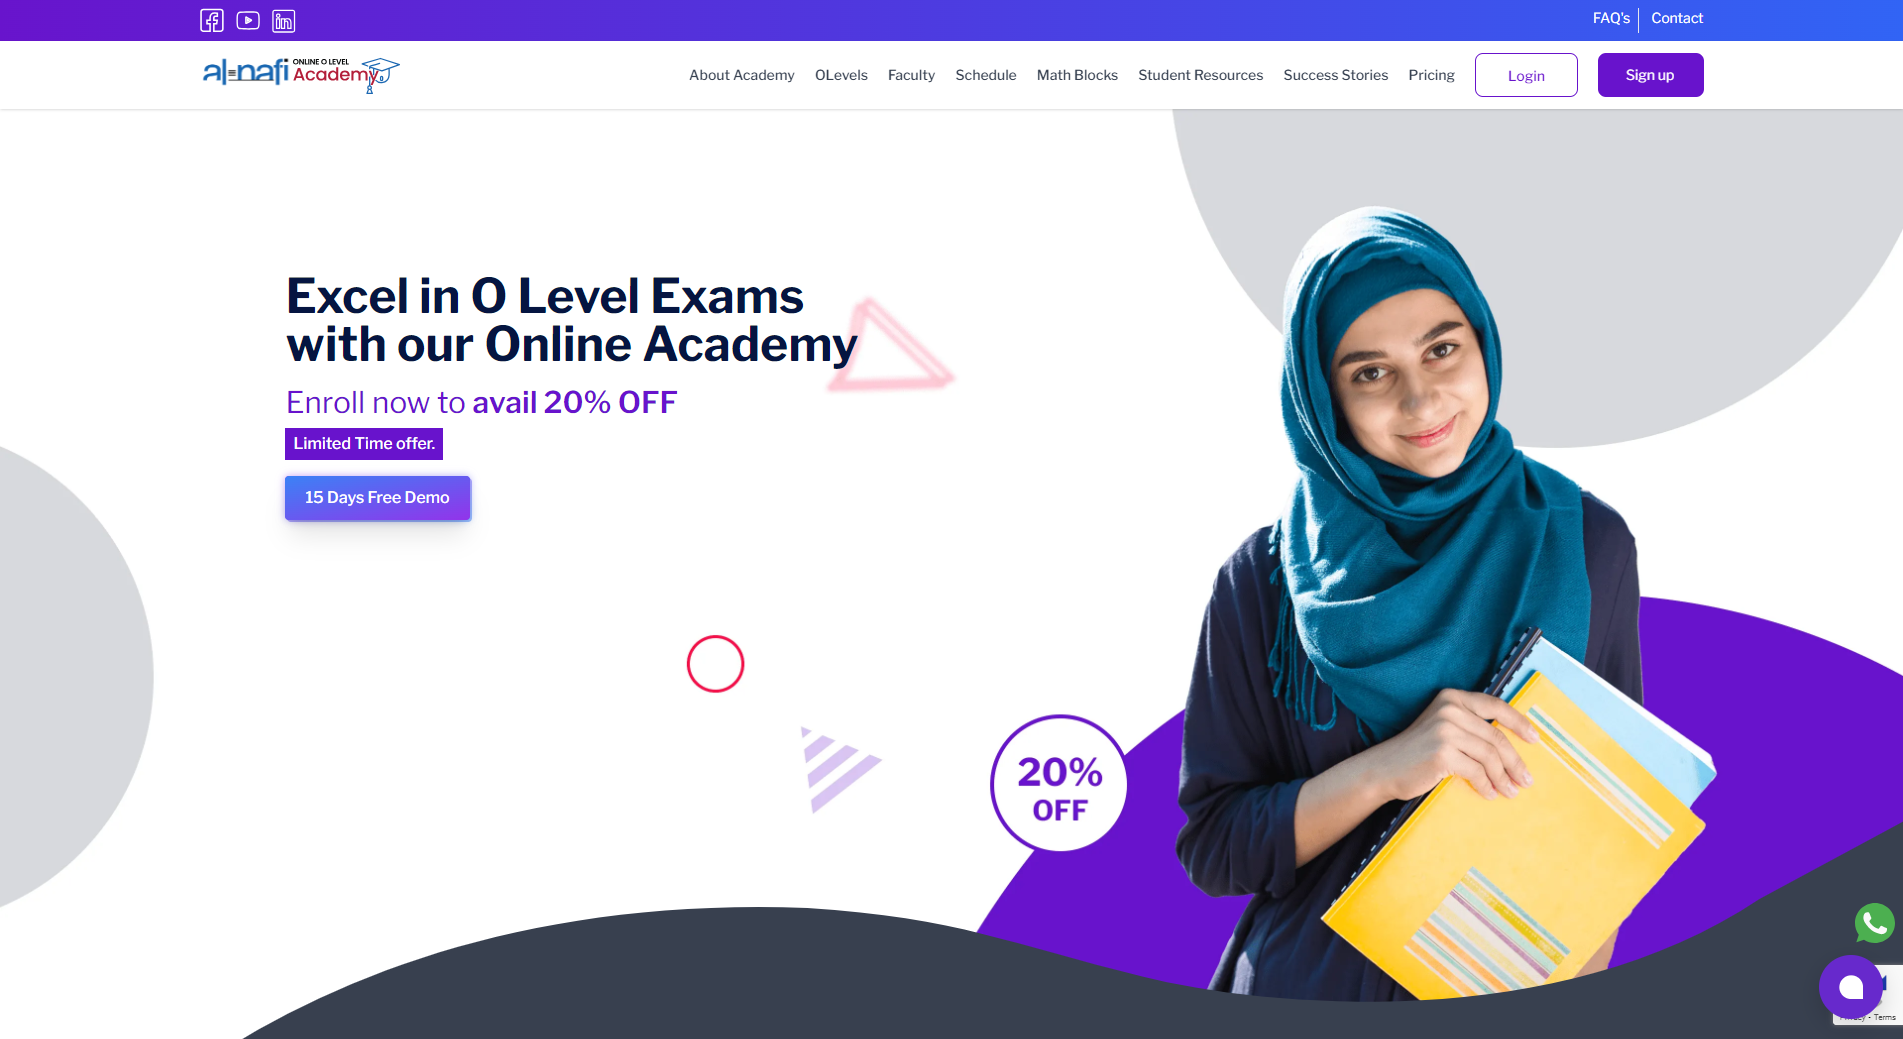 FAQ's
Contact
al-nafi ONLINE O LEVEL
Academy
About Academy
OLevels
Faculty
Schedule
Math Blocks
Student Resources
Success Stories
Pricing
Login
Sign up
Excel in O Level Exams
with our Online Academy
Enroll now to avail 20% OFF
Limited Time offer.
15 Days Free Demo
20%
OFF
- Terms